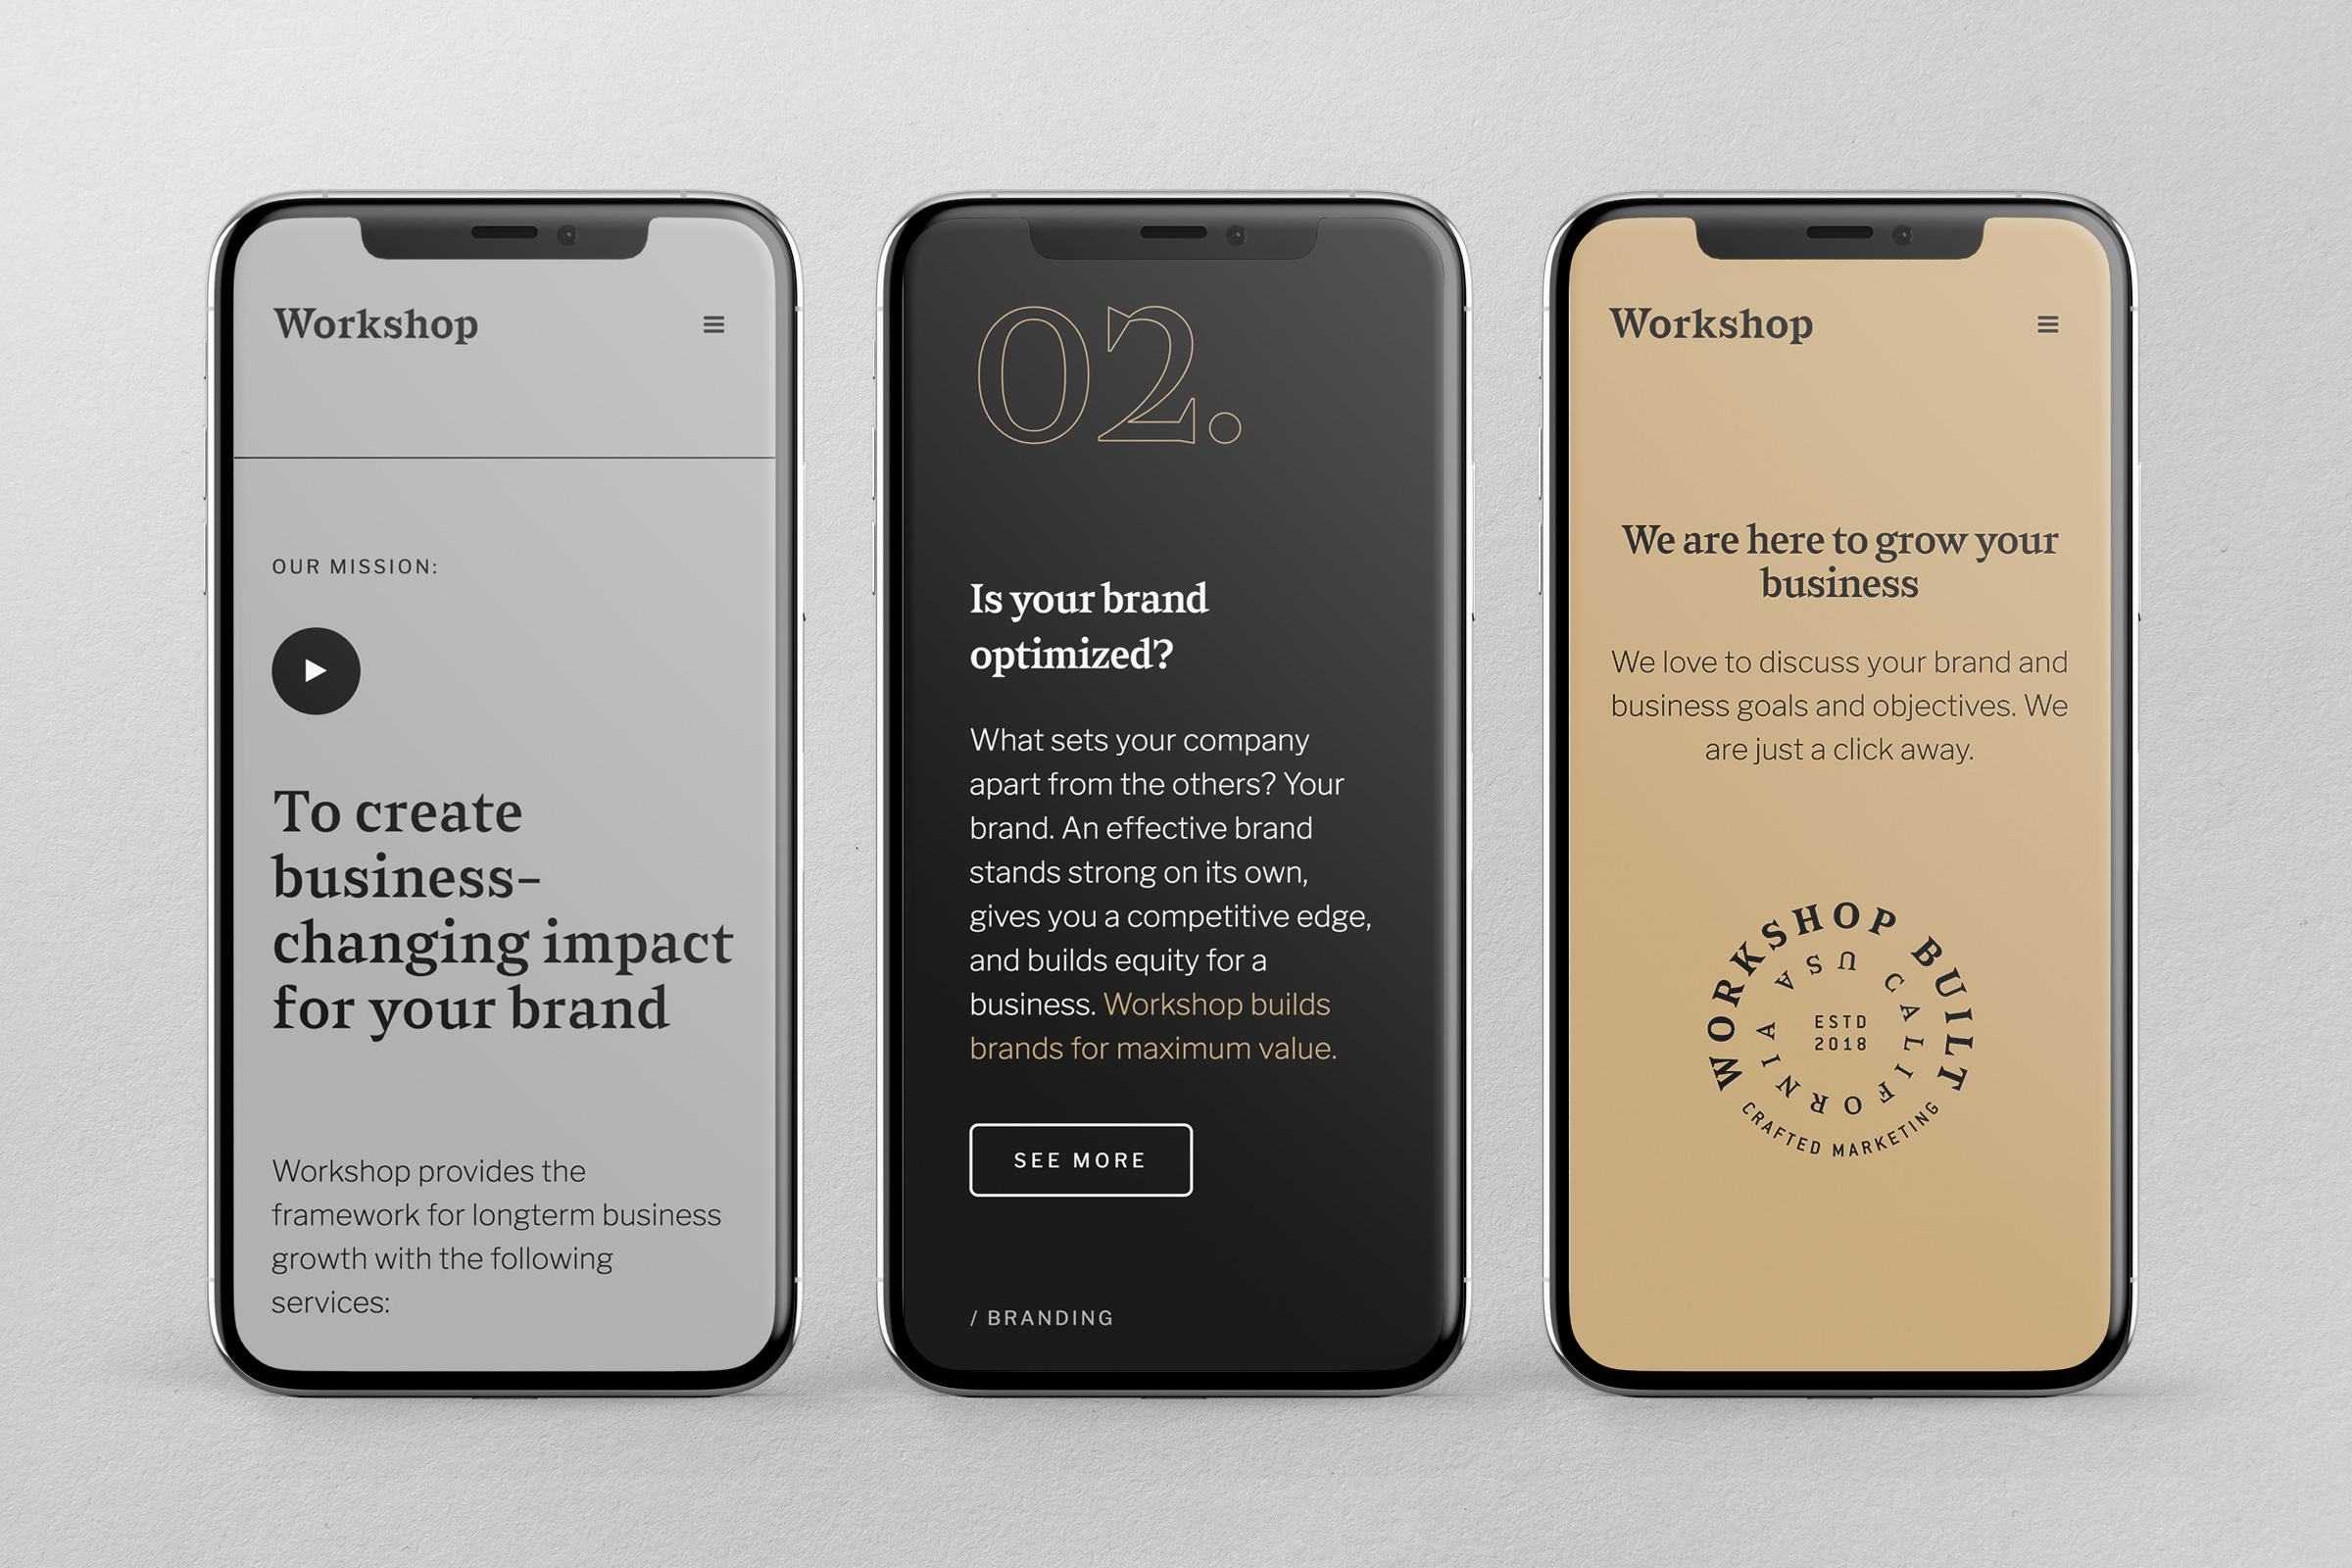 Workshop
OUR MISSION:
To create
business-
changing impact
for your brand
Workshop provides the
framework for longterm business
growth with the following
services:
02.
Is your brand
optimized?
What sets your company
apart from the others? Your
brand. An effective brand
stands strong on its own,
gives you a competitive edge,
and builds equity for a
business. Workshop builds
brands for maximum value.
SEE MORE
/ BRANDING
Workshop
We are here to grow your
business
We love to discuss your brand and
business goals and objectives. We
are just a click away.
WORKSHOP BUILT
CALIFORNIA USA
ESTD
2018
CRAFTED MARKETING